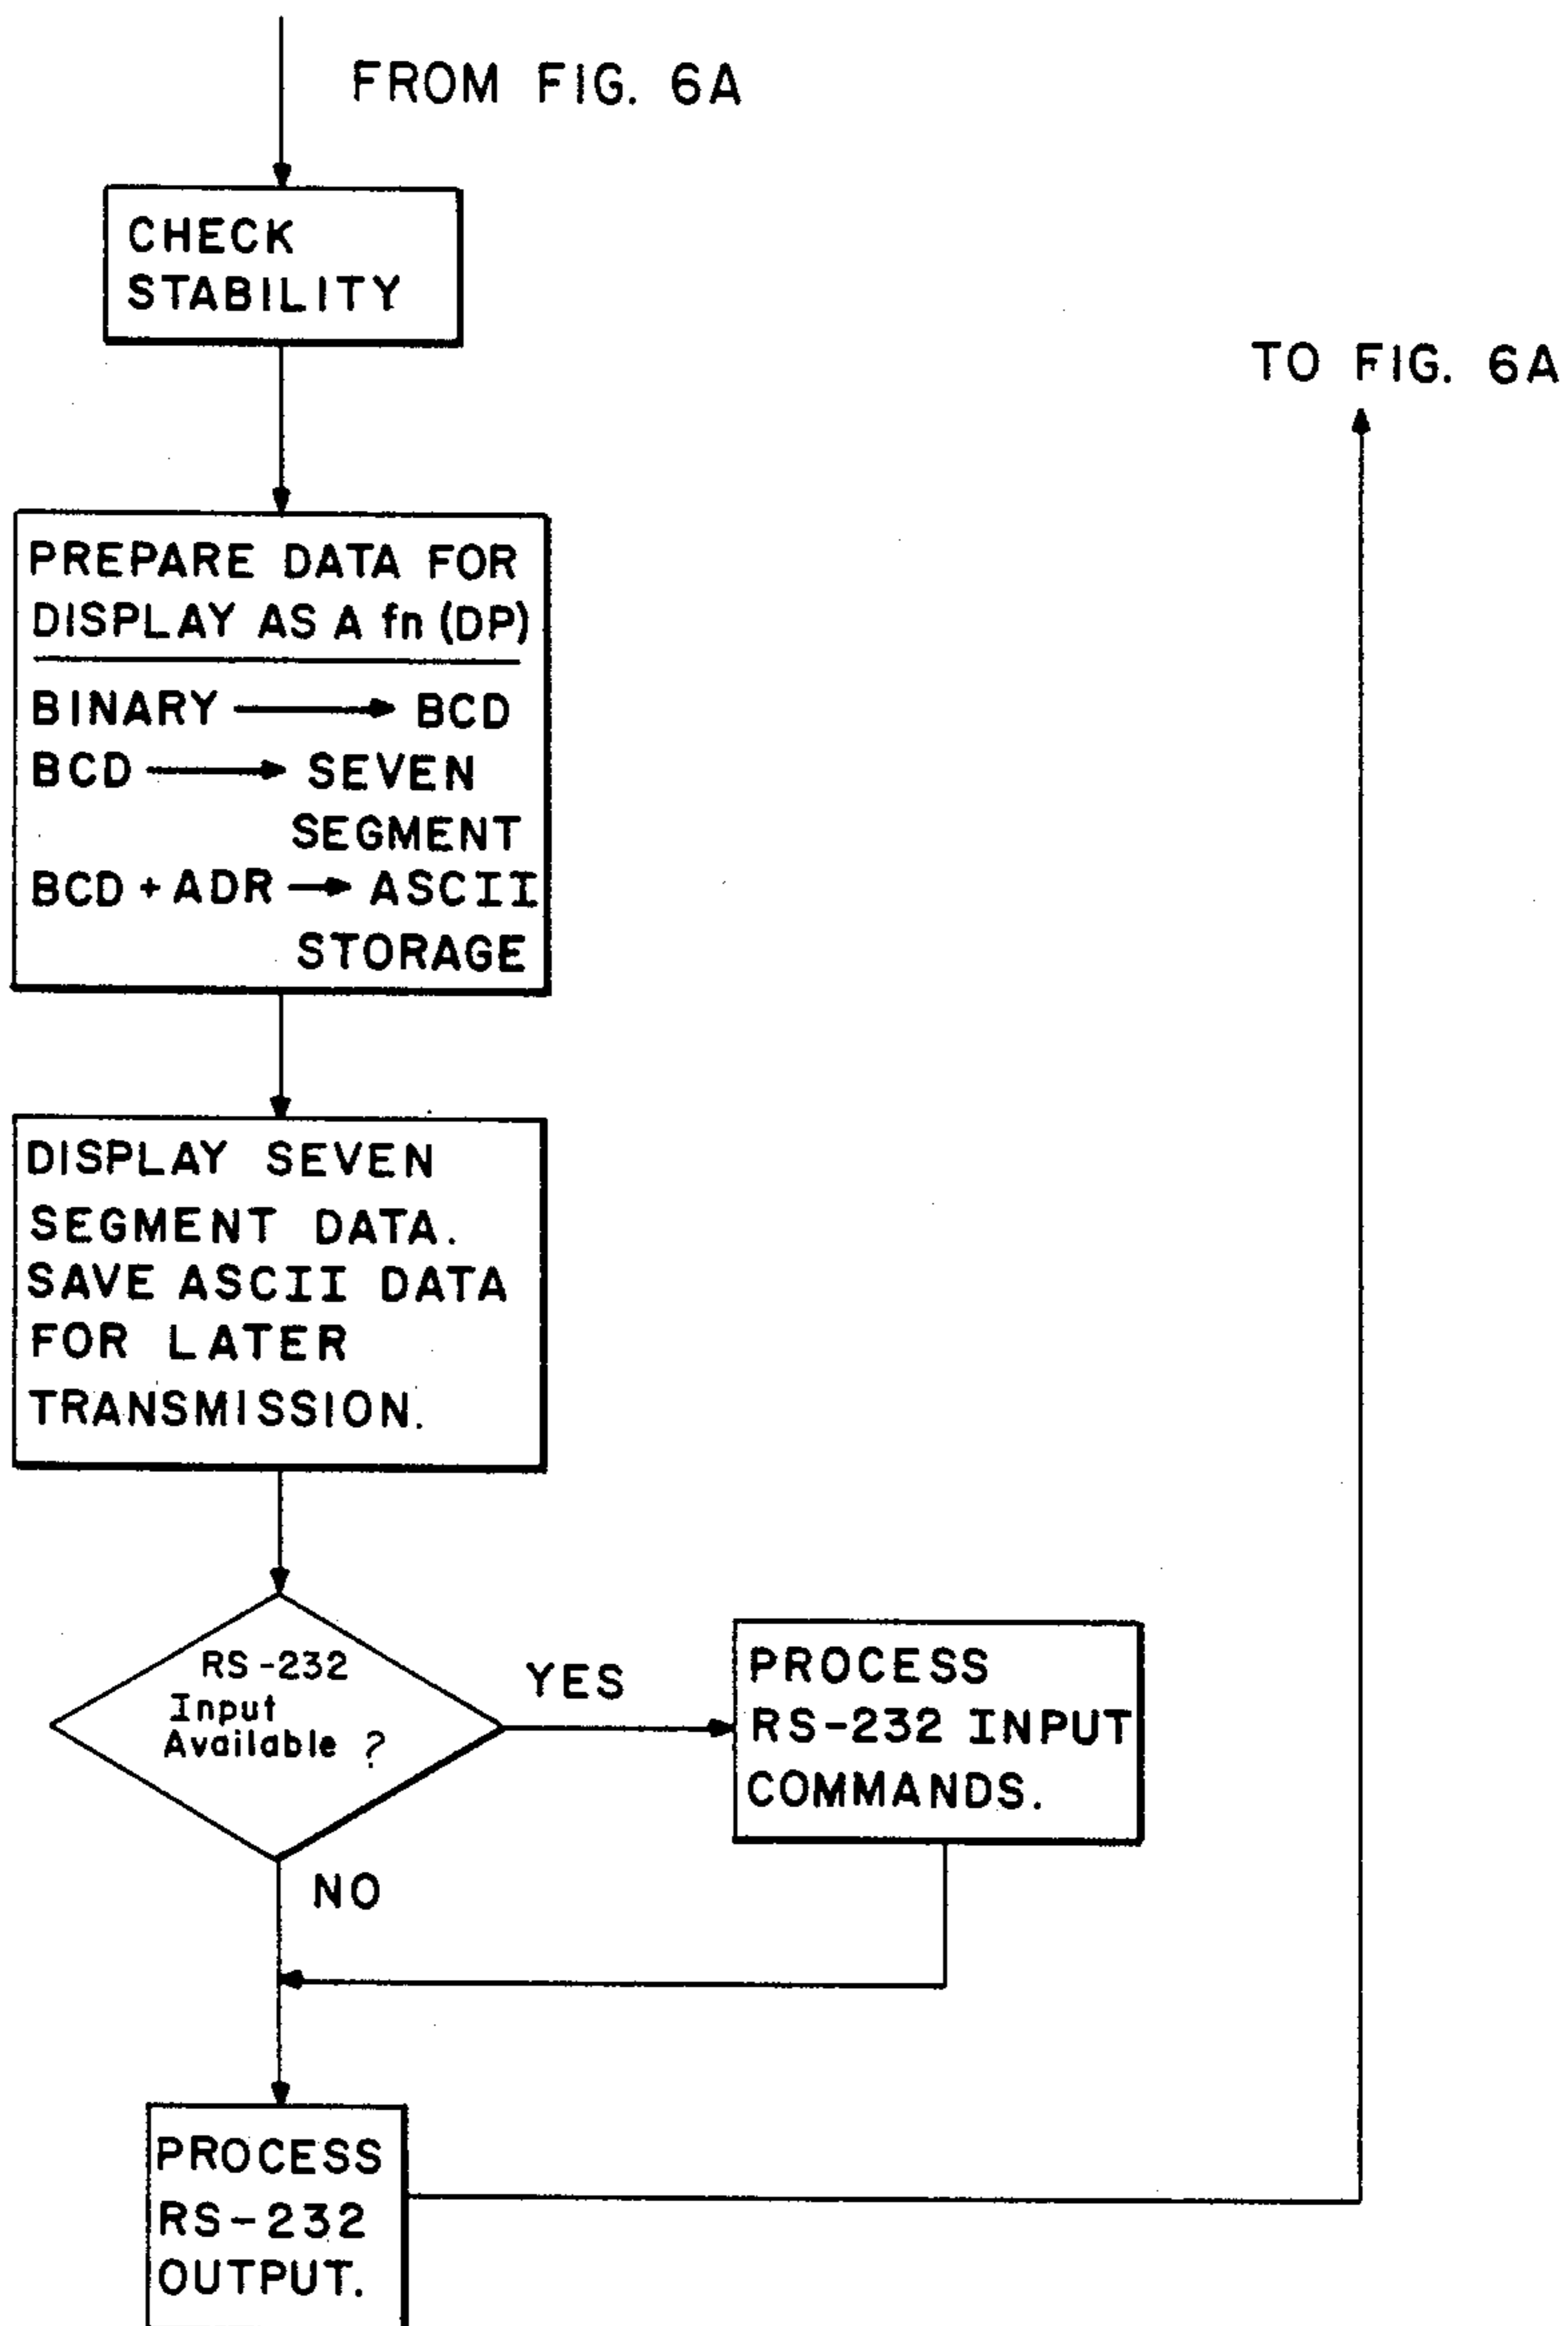 FROM FIG. 6A
CHECK
STABILITY
TO FIG. 6A
PREPARE DATA FOR
DISPLAY AS A fn (DP)
BINARY → BCD
BCD → SEVEN
SEGMENT
BCD + ADR → ASCII
STORAGE
DISPLAY SEVEN
SEGMENT DATA.
SAVE ASCII DATA
FOR LATER
TRANSMISSION.
RS-232
Input
Available ?
YES
PROCESS
RS-232 INPUT
COMMANDS.
NO
PROCESS
RS-232
OUTPUT.